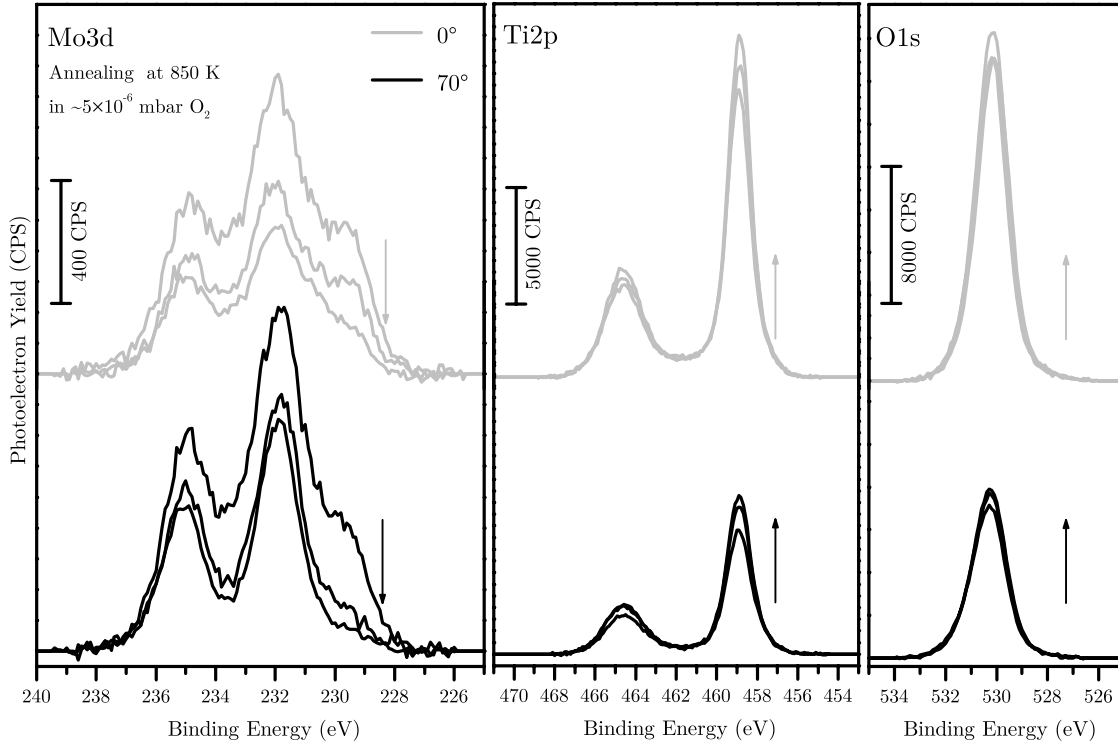 Mo3d
Annealing at 850 K
in ~5×10⁻⁶ mbar O₂
0°
70°
400 CPS
Photoelectron Yield (CPS)
240 238 236 234 232 230 228 226
Binding Energy (eV)
Ti2p
5000 CPS
470 468 466 464 462 460 458 456 454
Binding Energy (eV)
O1s
8000 CPS
534 532 530 528 526
Binding Energy (eV)